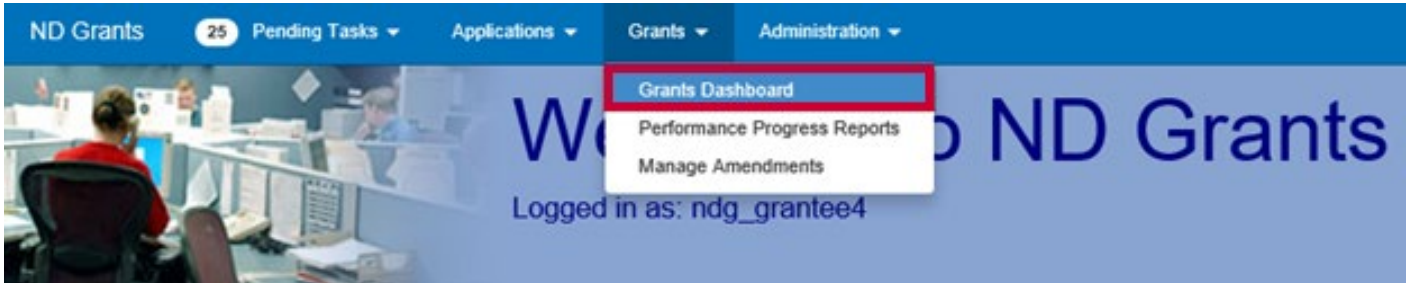 ND Grants 25 Pending Tasks Applications Grants Administration
Grants Dashboard
Performance Progress Reports
Manage Amendments
We o ND Grants
Logged in as: ndg_grantee4